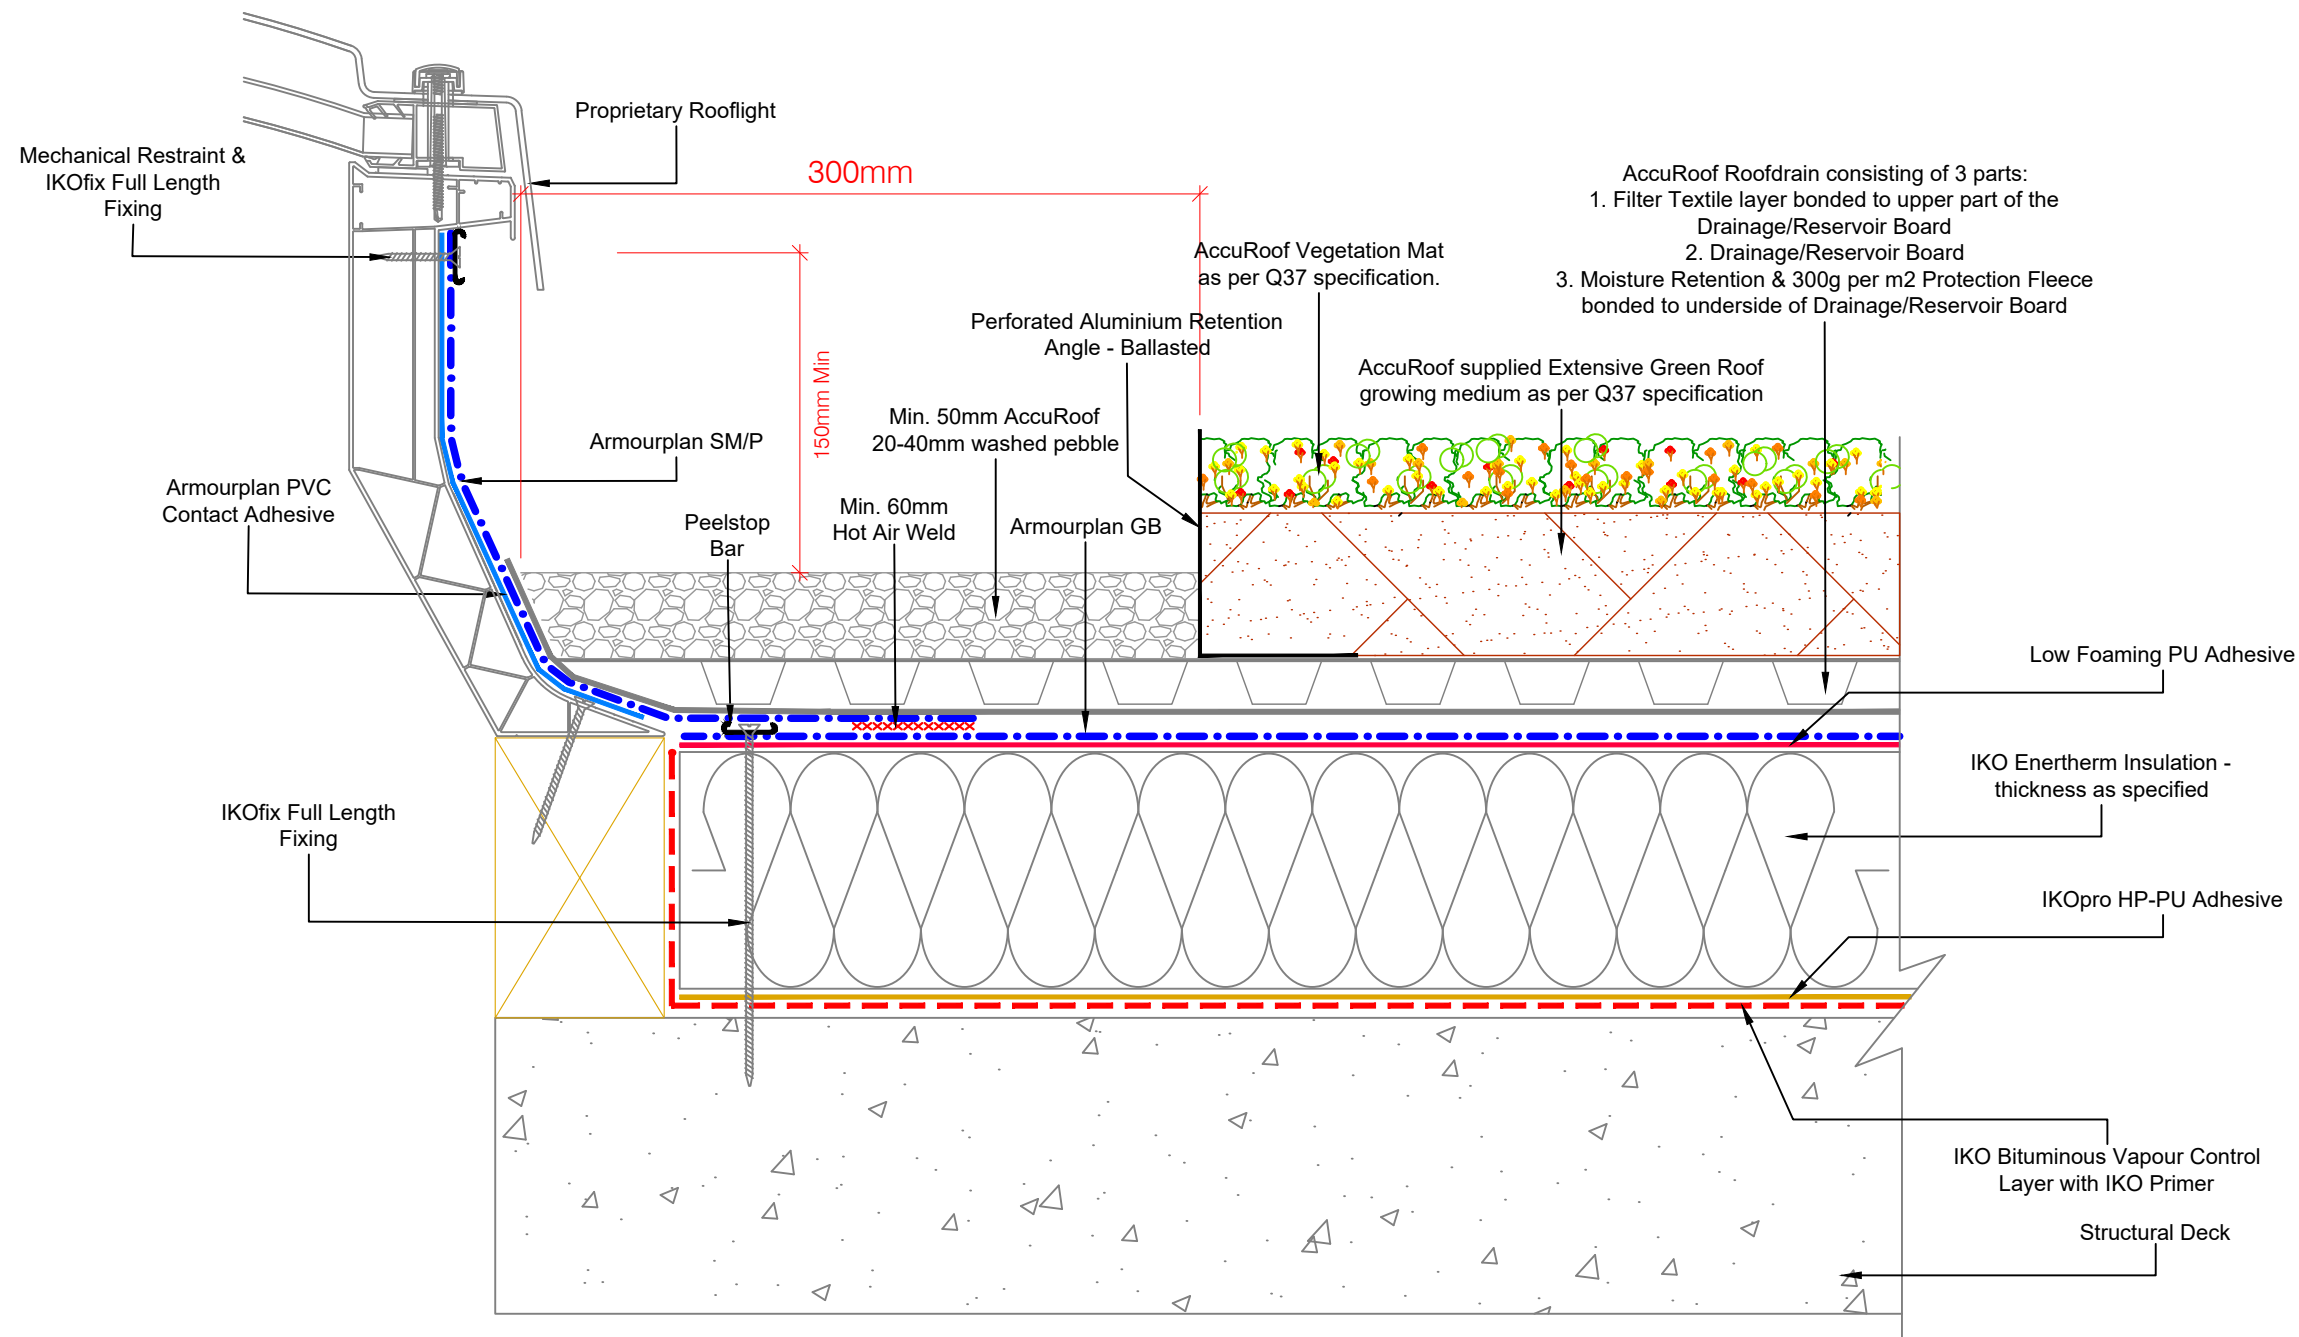 Proprietary Rooflight
Mechanical Restraint &
IKOfix Full Length
Fixing
300mm
AccuRoof Roofdrain consisting of 3 parts:
1. Filter Textile layer bonded to upper part of the
Drainage/Reservoir Board
2. Drainage/Reservoir Board
3. Moisture Retention & 300g per m2 Protection Fleece
bonded to underside of Drainage/Reservoir Board
AccuRoof Vegetation Mat
as per Q37 specification.
Perforated Aluminium Retention
Angle - Ballasted
AccuRoof supplied Extensive Green Roof
growing medium as per Q37 specification
150mm Min
Min. 50mm AccuRoof
20-40mm washed pebble
Armourplan SM/P
Armourplan PVC
Contact Adhesive
Peelstop
Bar
Min. 60mm
Hot Air Weld
Armourplan GB
Low Foaming PU Adhesive
IKO Enertherm Insulation -
thickness as specified
IKOfix Full Length
Fixing
IKOpro HP-PU Adhesive
IKO Bituminous Vapour Control
Layer with IKO Primer
Structural Deck